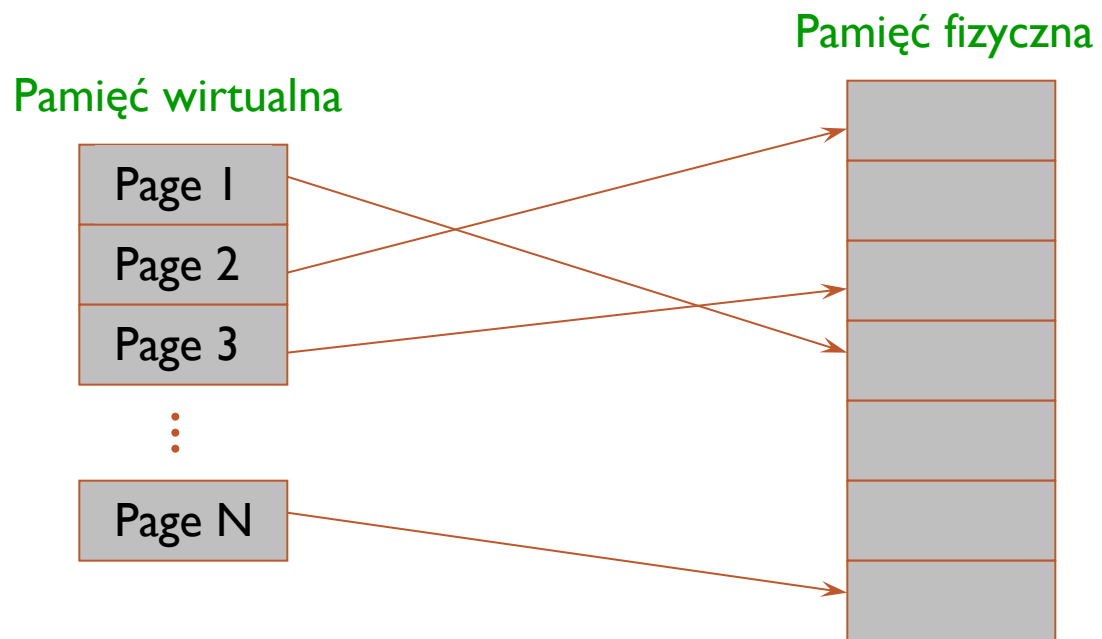 Pamięć fizyczna
Pamięć wirtualna
Page 1
Page 2
Page 3
⋮
Page N